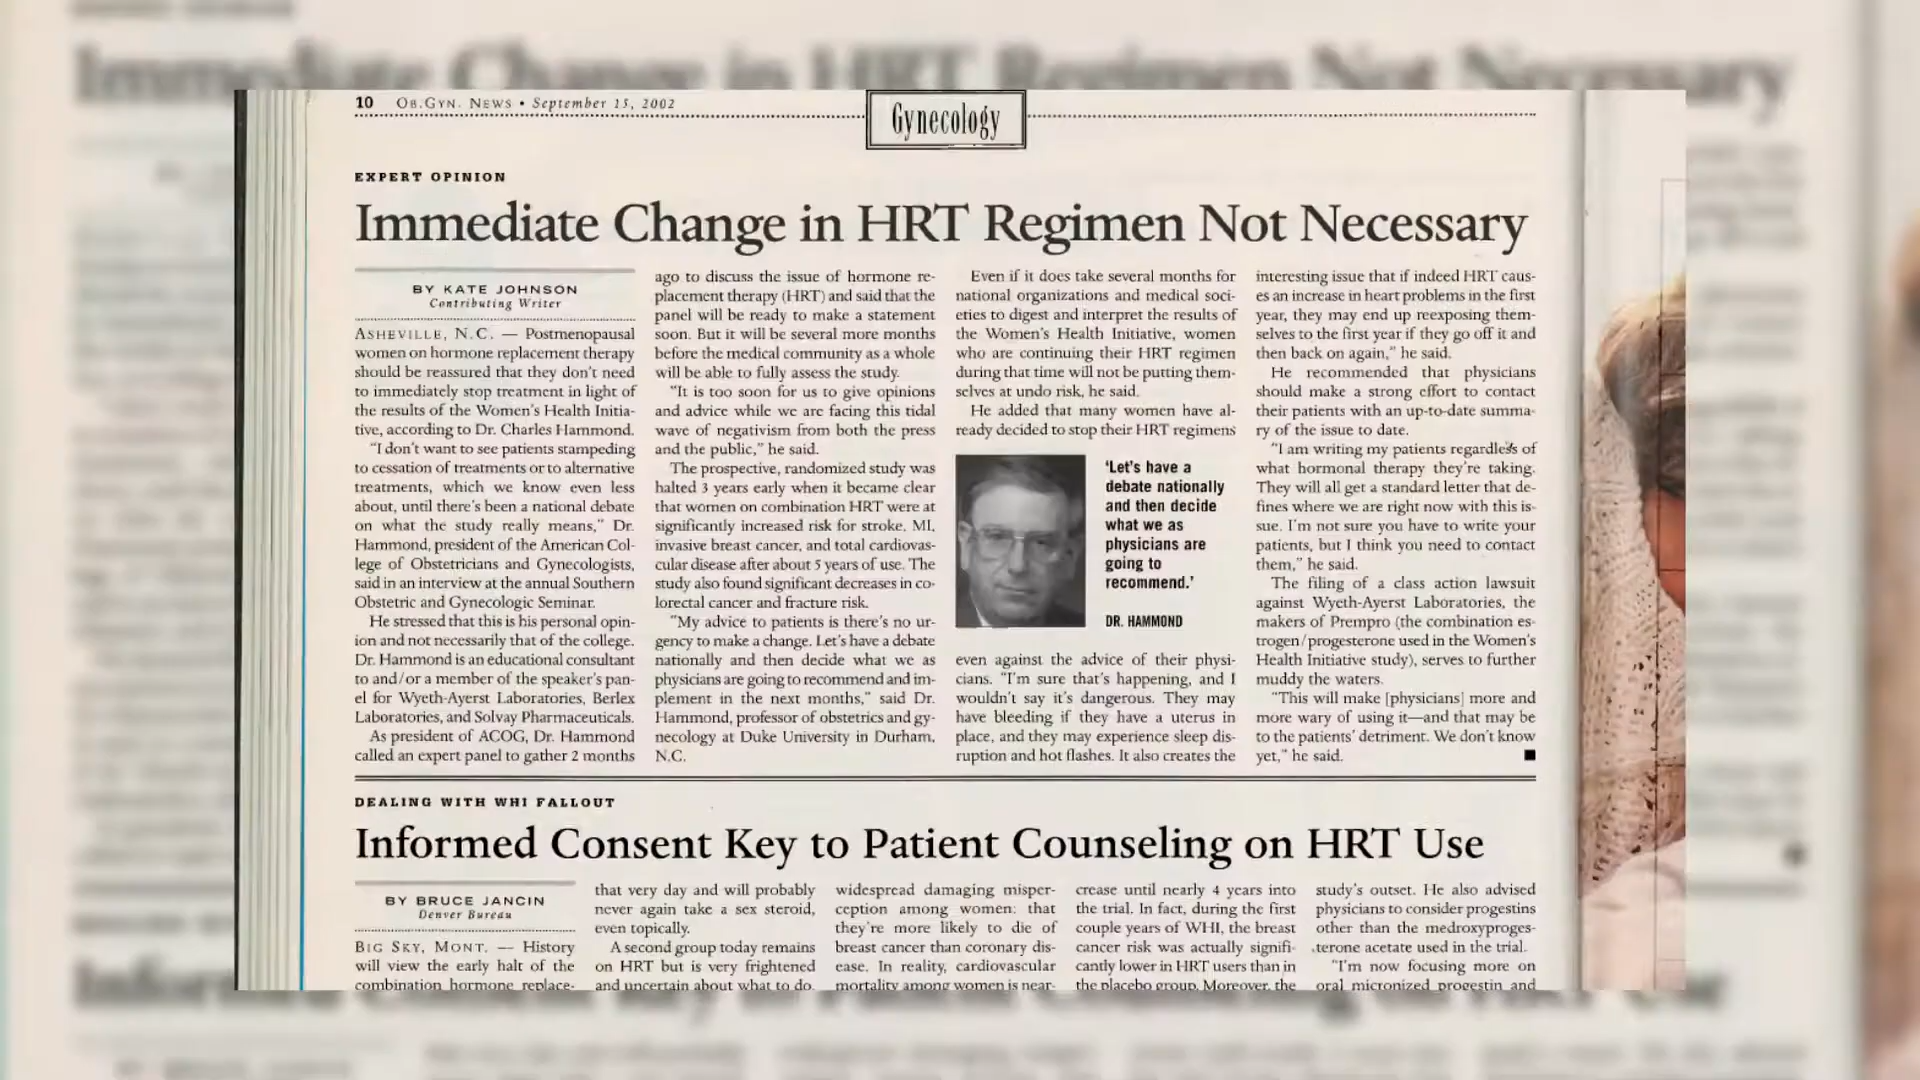 10 OB.GYN. NEWS • September 15, 2002
Gynecology
EXPERT OPINION
Immediate Change in HRT Regimen Not Necessary
BY KATE JOHNSON
Contributing Writer
ASHEVILLE, N.C. — Postmenopausal
women on hormone replacement therapy
should be reassured that they don't need
to immediately stop treatment in light of
the results of the Women's Health Initia-
tive, according to Dr. Charles Hammond.
"I don't want to see patients stampeding
to cessation of treatments or to alternative
treatments, which we know even less
about, until there's been a national debate
on what the study really means," Dr.
Hammond, president of the American Col-
lege of Obstetricians and Gynecologists,
said in an interview at the annual Southern
Obstetric and Gynecologic Seminar.
He stressed that this is his personal opin-
ion and not necessarily that of the college.
Dr. Hammond is an educational consultant
to and/or a member of the speaker's pan-
el for Wyeth-Ayerst Laboratories, Berlex
Laboratories, and Solvay Pharmaceuticals.
As president of ACOG, Dr. Hammond
called an expert panel to gather 2 months
ago to discuss the issue of hormone re-
placement therapy (HRT) and said that the
panel will be ready to make a statement
soon. But it will be several more months
before the medical community as a whole
will be able to fully assess the study.
"It is too soon for us to give opinions
and advice while we are facing this tidal
wave of negativism from both the press
and the public," he said.
The prospective, randomized study was
halted 3 years early when it became clear
that women on combination HRT were at
significantly increased risk for stroke, MI,
invasive breast cancer, and total cardiovas-
cular disease after about 5 years of use. The
study also found significant decreases in co-
lorectal cancer and fracture risk.
"My advice to patients is there's no ur-
gency to make a change. Let's have a debate
nationally and then decide what we as
physicians are going to recommend and im-
plement in the next months," said Dr.
Hammond, professor of obstetrics and gy-
necology at Duke University in Durham,
N.C.
Even if it does take several months for
national organizations and medical soci-
eties to digest and interpret the results of
the Women's Health Initiative, women
who are continuing their HRT regimen
during that time will not be putting them-
selves at undo risk, he said.
He added that many women have al-
ready decided to stop their HRT regimens
'Let's have a
debate nationally
and then decide
what we as
physicians are
going to
recommend.'
DR. HAMMOND
even against the advice of their physi-
cians. "I'm sure that's happening, and I
wouldn't say it's dangerous. They may
have bleeding if they have a uterus in
place, and they may experience sleep dis-
ruption and hot flashes. It also creates the
interesting issue that if indeed HRT caus-
es an increase in heart problems in the first
year, they may end up reexposing them-
selves to the first year if they go off it and
then back on again," he said.
He recommended that physicians
should make a strong effort to contact
their patients with an up-to-date summa-
ry of the issue to date.
"I am writing my patients regardless of
what hormonal therapy they're taking.
They will all get a standard letter that de-
fines where we are right now with this is-
sue. I'm not sure you have to write your
patients, but I think you need to contact
them," he said.
The filing of a class action lawsuit
against Wyeth-Ayerst Laboratories, the
makers of Prempro (the combination es-
trogen/progesterone used in the Women's
Health Initiative study), serves to further
muddy the waters.
"This will make [physicians] more and
more wary of using it—and that may be
to the patients' detriment. We don't know
yet," he said. ■
DEALING WITH WHI FALLOUT
Informed Consent Key to Patient Counseling on HRT Use
BY BRUCE JANCIN
Denver Bureau
BIG SKY, MONT. — History
will view the early halt of the
combination hormone replace-
that very day and will probably
never again take a sex steroid,
even topically.
A second group today remains
on HRT but is very frightened
and uncertain about what to do.
widespread damaging misper-
ception among women: that
they're more likely to die of
breast cancer than coronary dis-
ease. In reality, cardiovascular
mortality among women is near-
crease until nearly 4 years into
the trial. In fact, during the first
couple years of WHI, the breast
cancer risk was actually signifi-
cantly lower in HRT users than in
the placebo group. Moreover, the
study's outset. He also advised
physicians to consider progestins
other than the medroxyproges-
terone acetate used in the trial.
"I'm now focusing more on
oral micronized progestin and